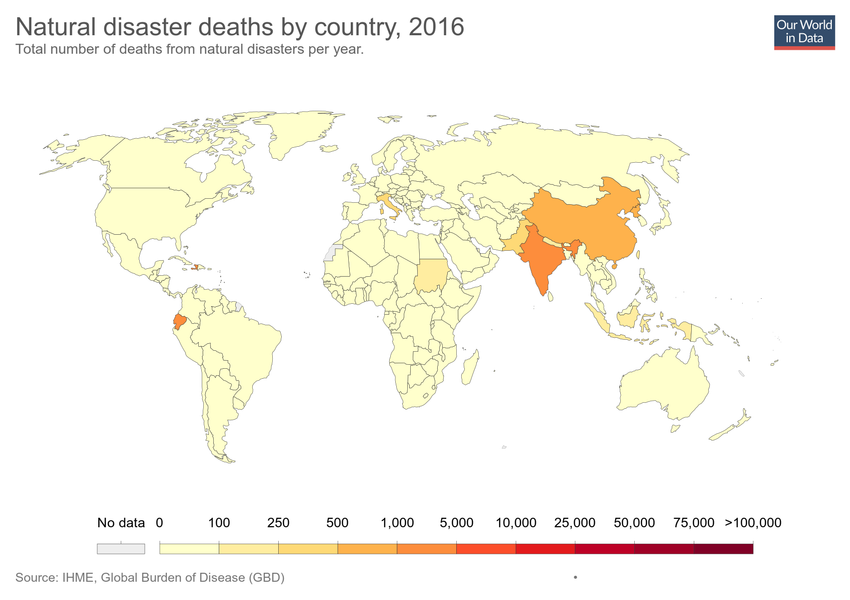 Natural disaster deaths by country, 2016
Total number of deaths from natural disasters per year.
Our World
in Data
No data 0 100 250 500 1,000 5,000 10,000 25,000 50,000 75,000 >100,000
Source: IHME, Global Burden of Disease (GBD)